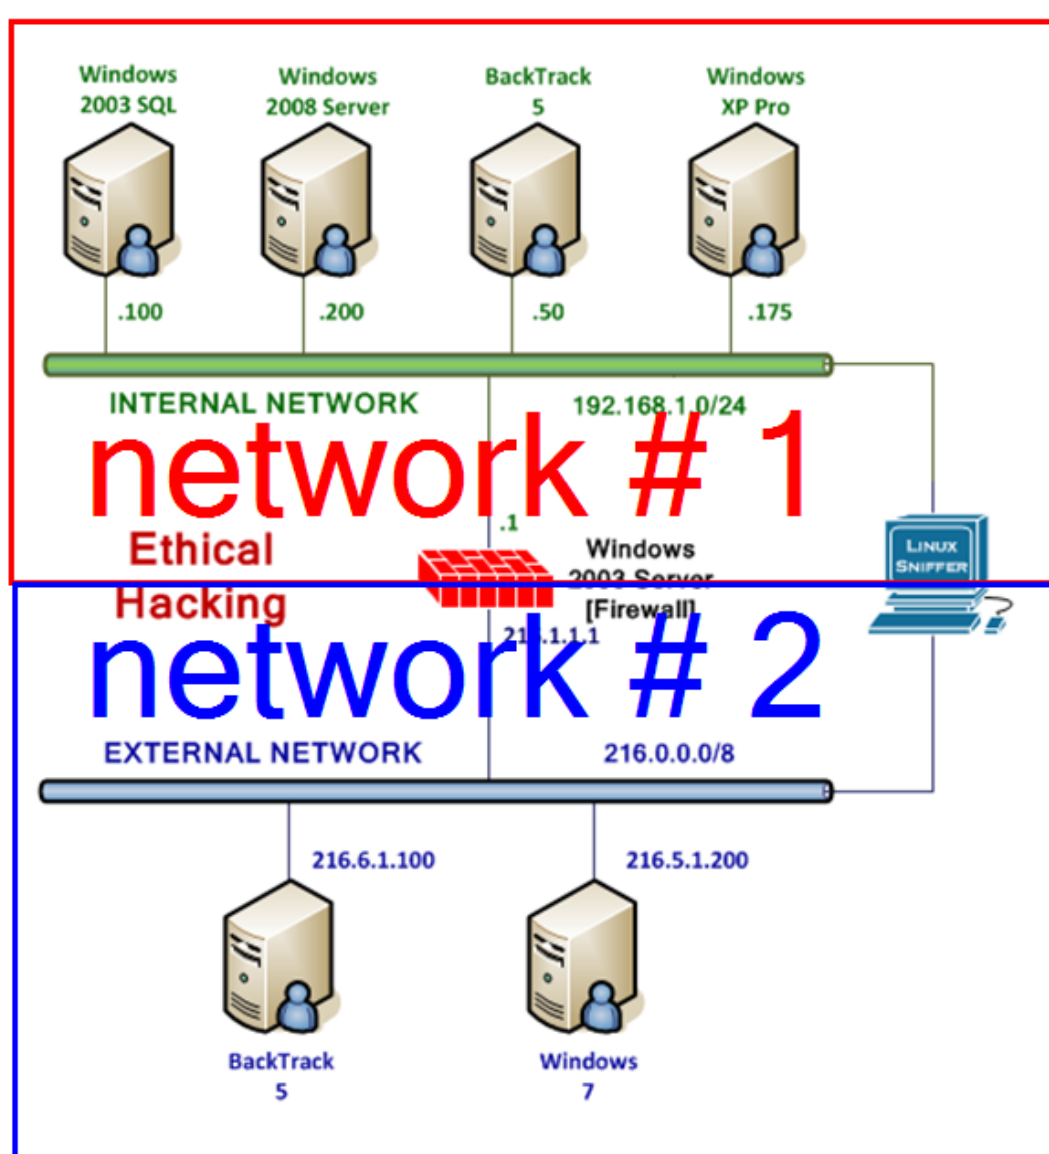 Windows
2003 SQL
Windows
2008 Server
BackTrack
5
Windows
XP Pro
.100
.200
.50
.175
INTERNAL NETWORK
192.168.1.0/24
network # 1
.1
Ethical
Hacking
Windows
2003 Server
[Firewall]
LINUX
SNIFFER
network # 2
EXTERNAL NETWORK
216.0.0.0/8
216.6.1.100
216.5.1.200
BackTrack
5
Windows
7